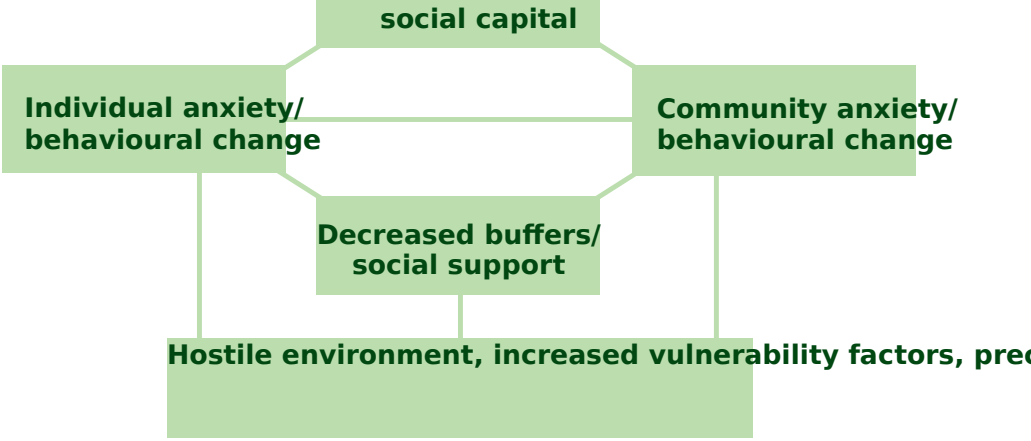 social capital
Individual anxiety/
behavioural change
Community anxiety/
behavioural change
Decreased buffers/
social support
Hostile environment, increased vulnerability factors,